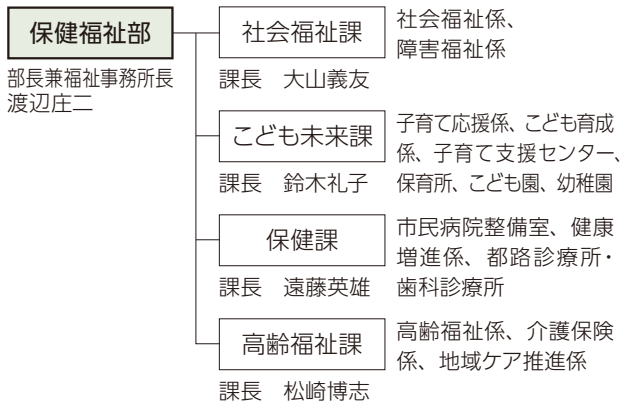 保健福祉部
部長兼福祉事務所長
渡辺庄二
社会福祉課
課長　大山義友
社会福祉係、
障害福祉係
こども未来課
課長　鈴木礼子
子育て応援係、こども育成
係、子育て支援センター、
保育所、こども園、幼稚園
保健課
課長　遠藤英雄
市民病院整備室、健康
増進係、都路診療所・
歯科診療所
高齢福祉課
課長　松崎博志
高齢福祉係、介護保険
係、地域ケア推進係